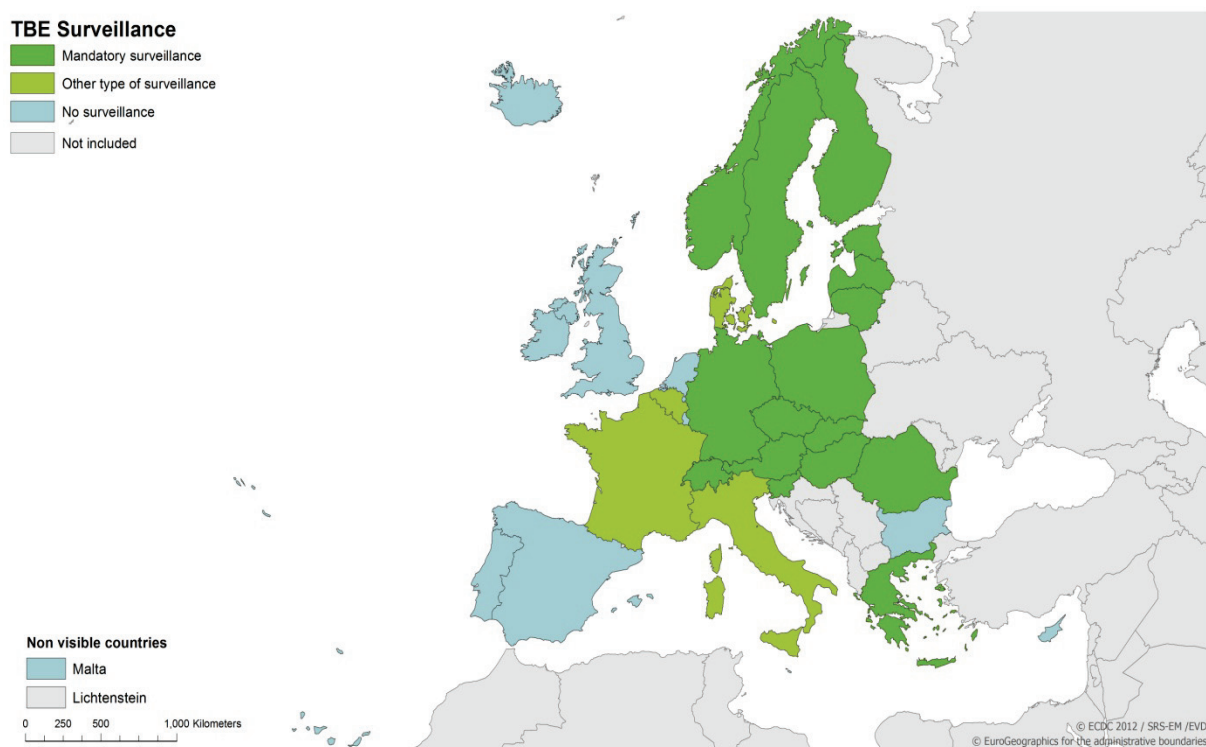 TBE Surveillance
Mandatory surveillance
Other type of surveillance
No surveillance
Not included
Non visible countries
Malta
Lichtenstein
0 250 500 1,000 Kilometers
© ECDC 2012 / SRS-EM /EVD
© EuroGeographics for the administrative boundaries